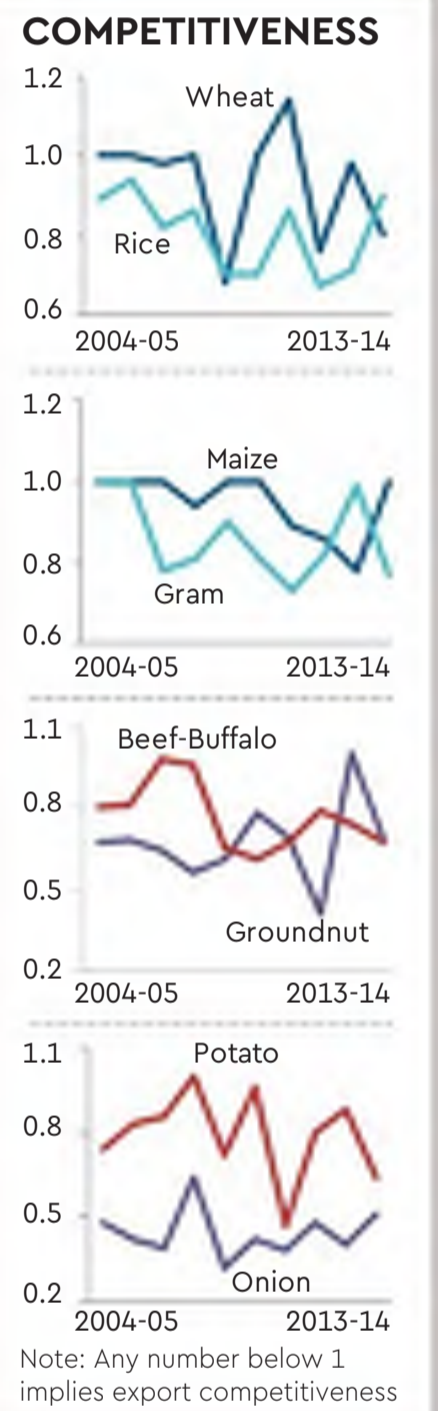 COMPETITIVENESS
1.2
Wheat
1.0
0.8
Rice
0.6
2004-05 2013-14
1.2
Maize
1.0
0.8
Gram
0.6
2004-05 2013-14
1.1
Beef-Buffalo
0.8
0.5
Groundnut
0.2
2004-05 2013-14
1.1
Potato
0.8
0.5
Onion
0.2
2004-05 2013-14
Note: Any number below 1
implies export competitiveness